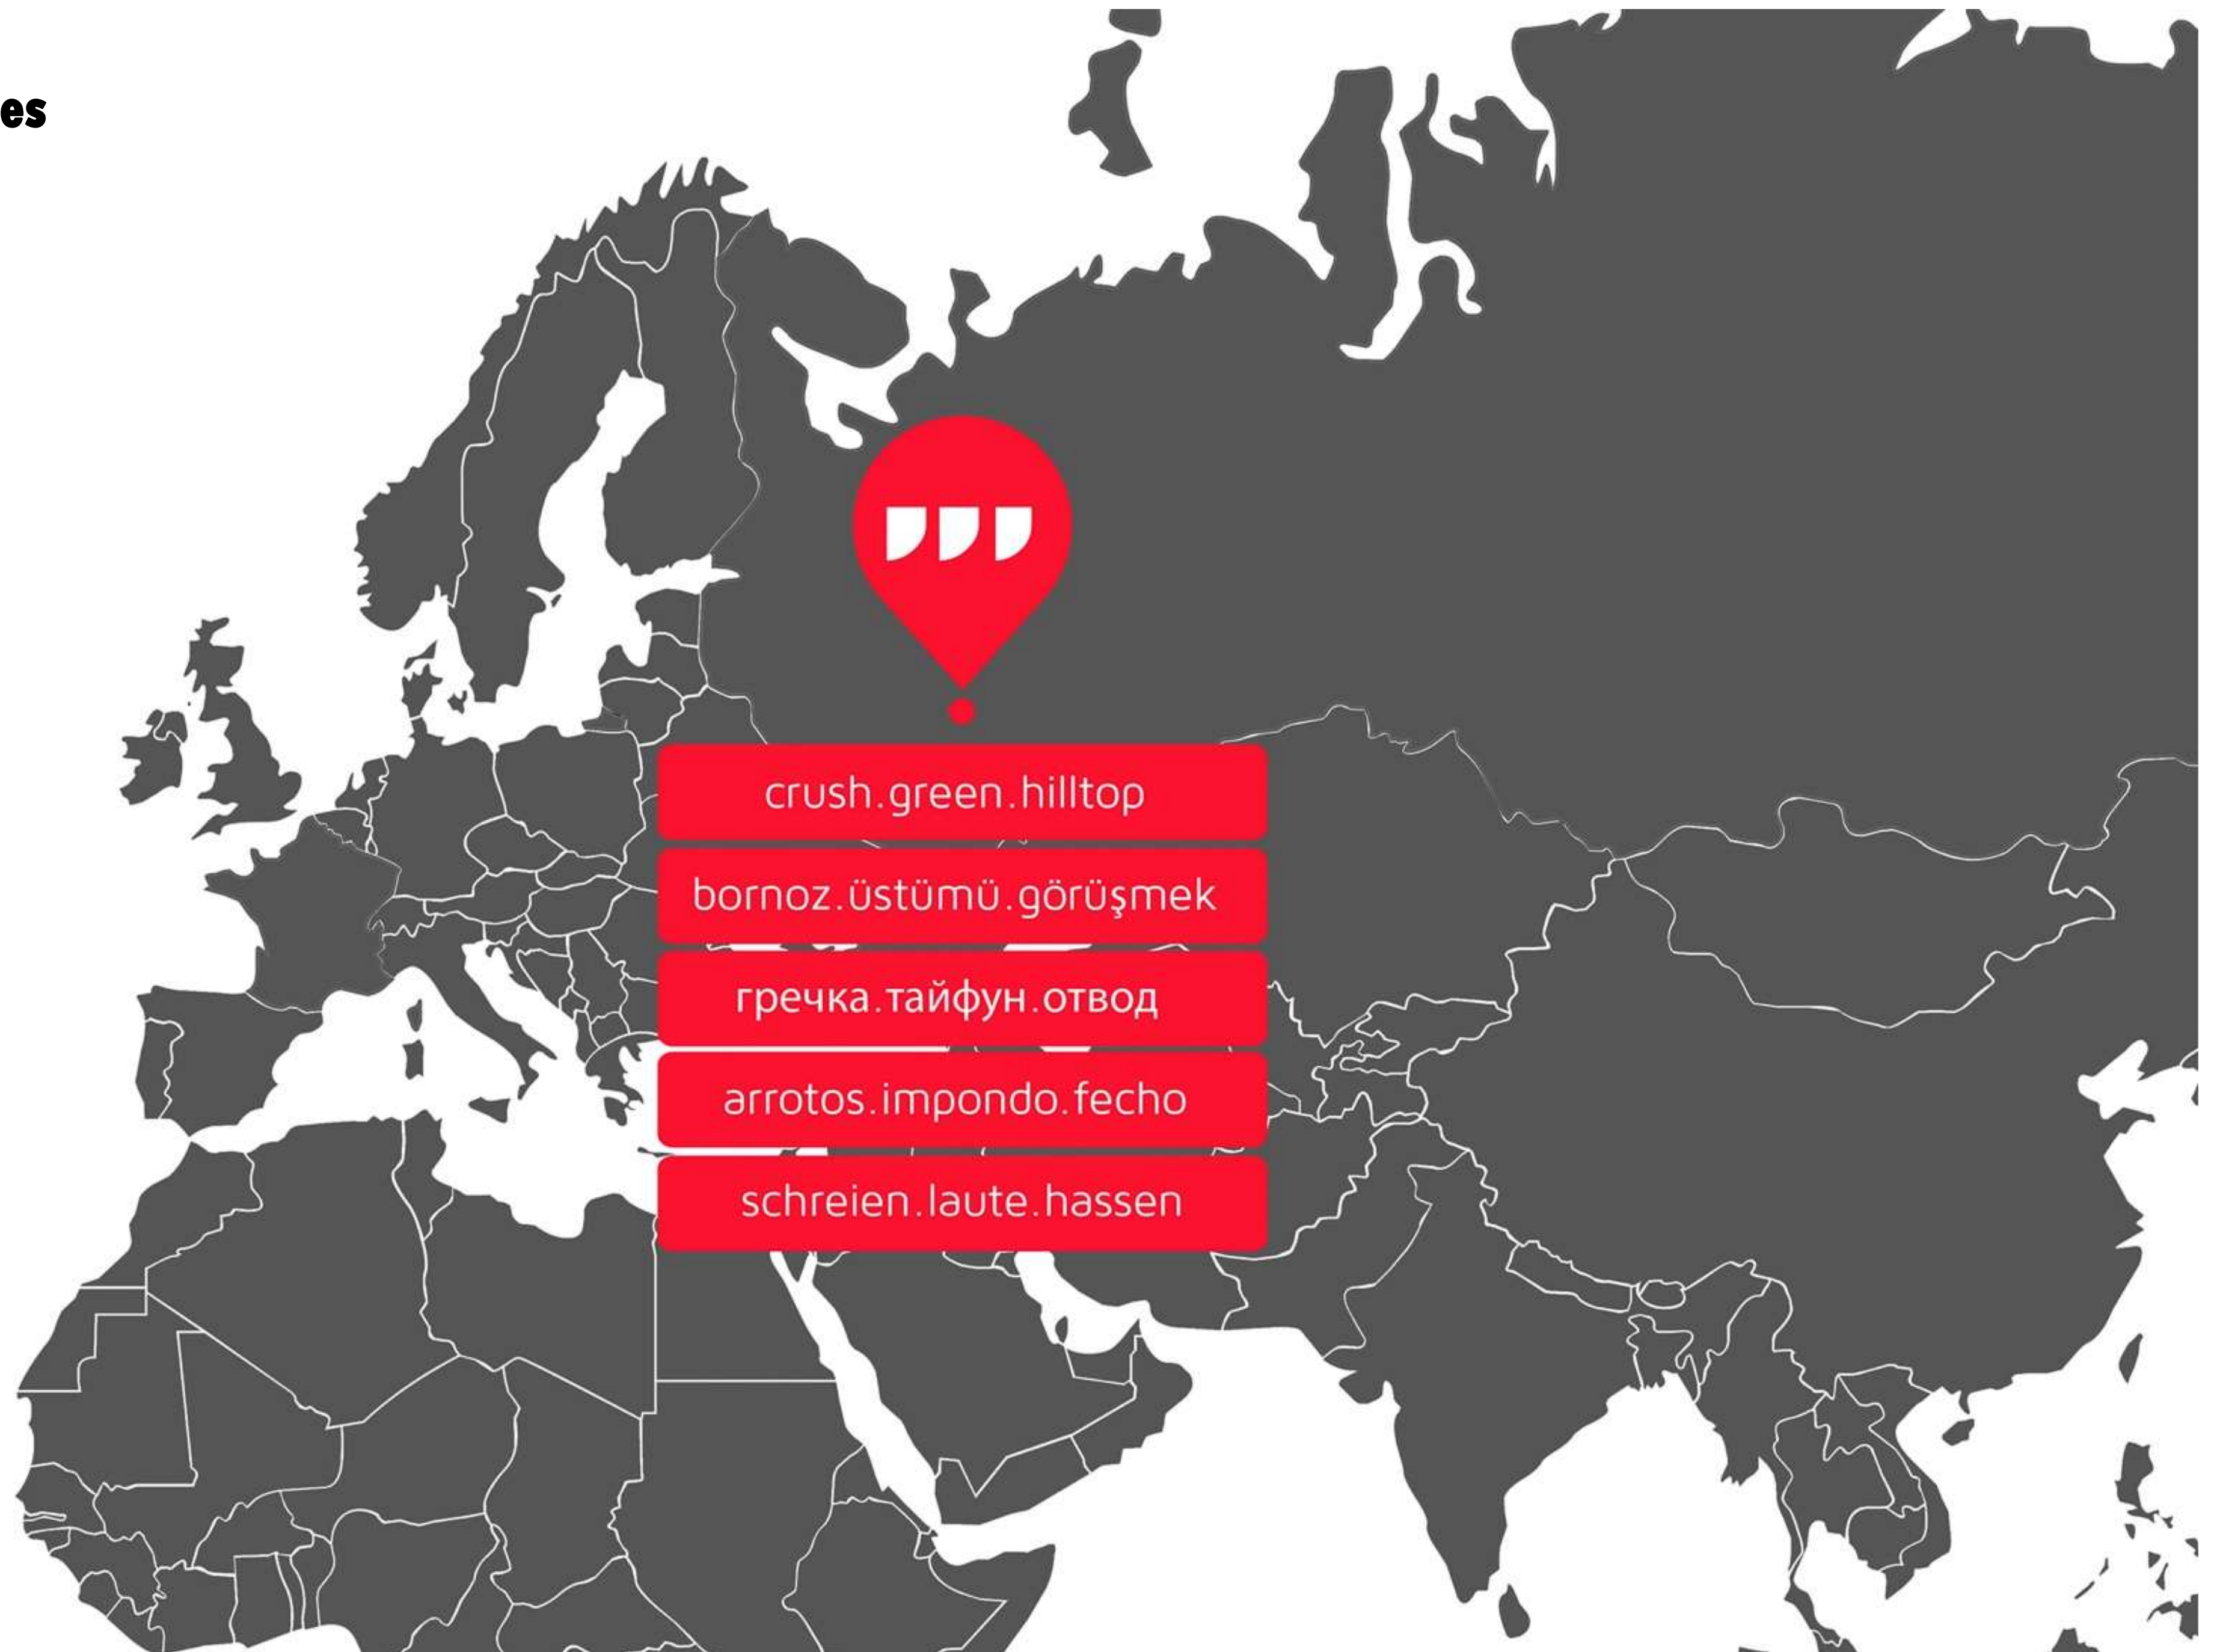 es
crush.green.hilltop
bornoz.üstümü.görüşmek
гречка.тайфун.отвод
arrotos.impondo.fecho
schreien.laute.hassen